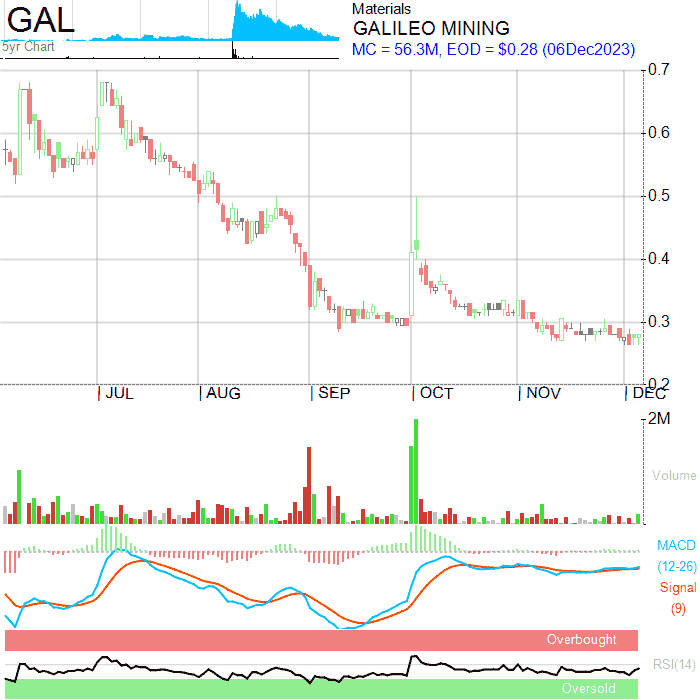 GAL
5yr Chart
Materials
GALILEO MINING
MC = 56.3M, EOD = $0.28 (06Dec2023)
0.7
0.6
0.5
0.4
0.3
0.2
JUL
AUG
SEP
OCT
NOV
DEC
2M
Volume
MACD
(12-26)
Signal
(9)
Overbought
RSI(14)
Oversold